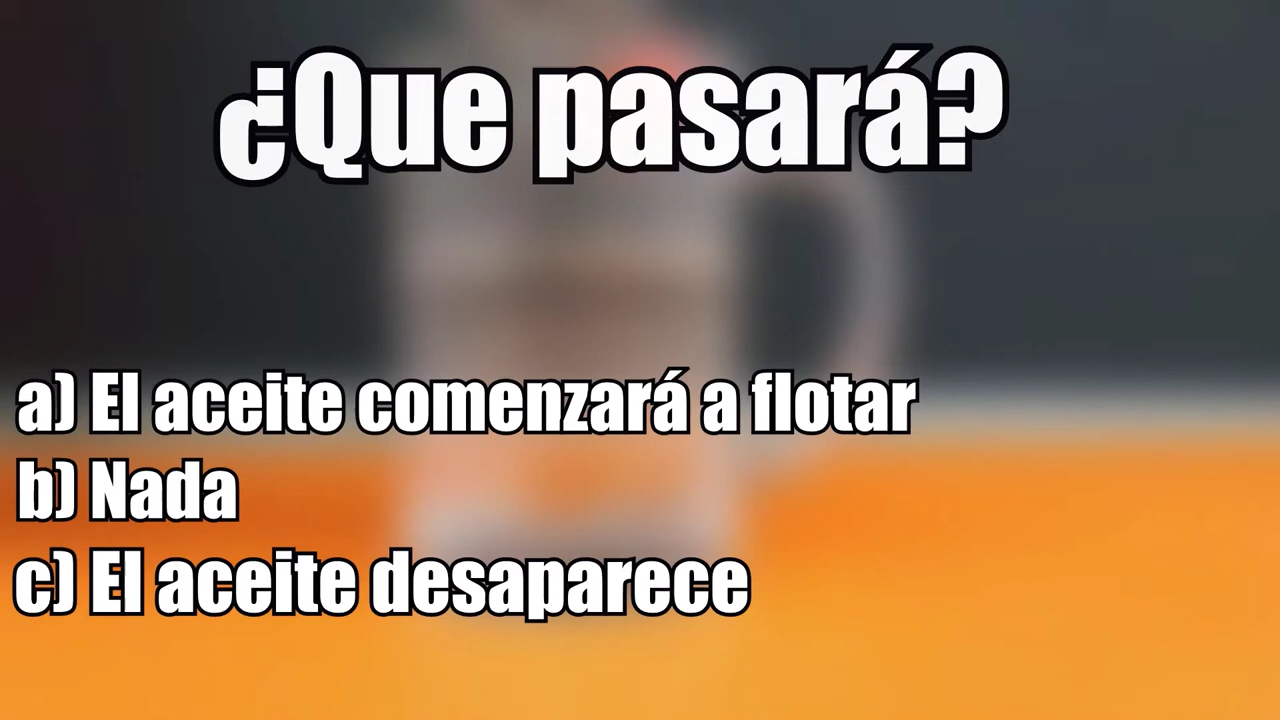 ¿Que pasará?
a) El aceite comenzará a flotar
b) Nada
c) El aceite desaparece